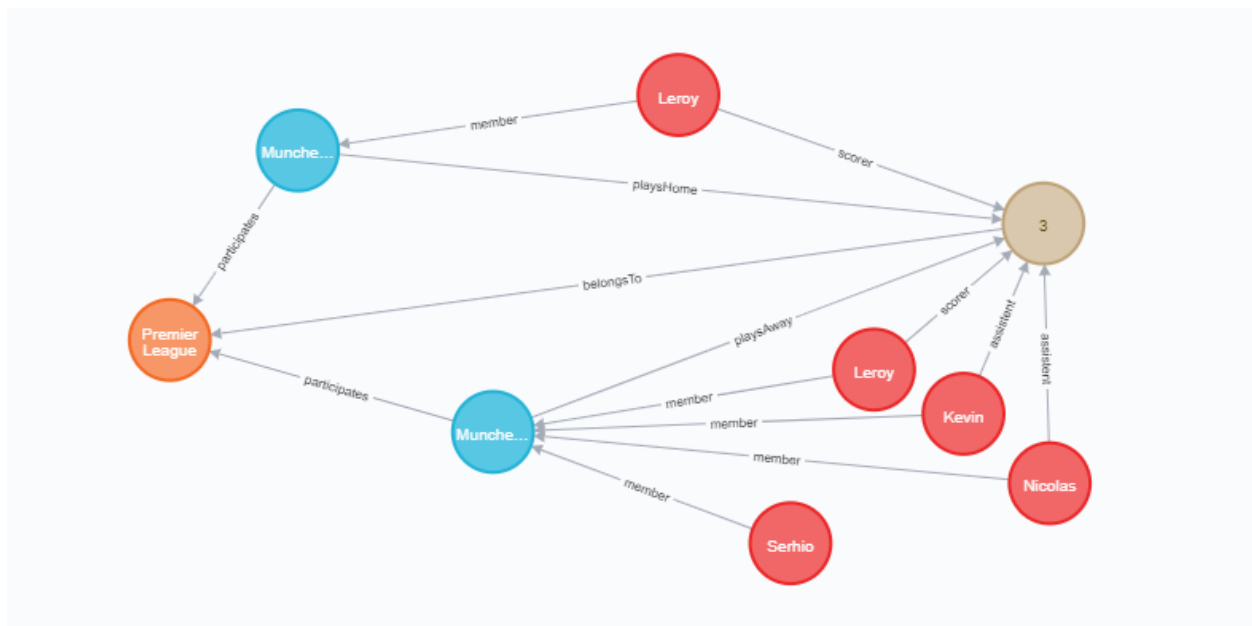 Leroy
member
Munche...
scorer
playsHome
3
participates
belongsTo
scorer
assistent
playsAway
Premier
League
assistent
Leroy
participates
member
Kevin
member
Munche...
member
Nicolas
member
Serhio